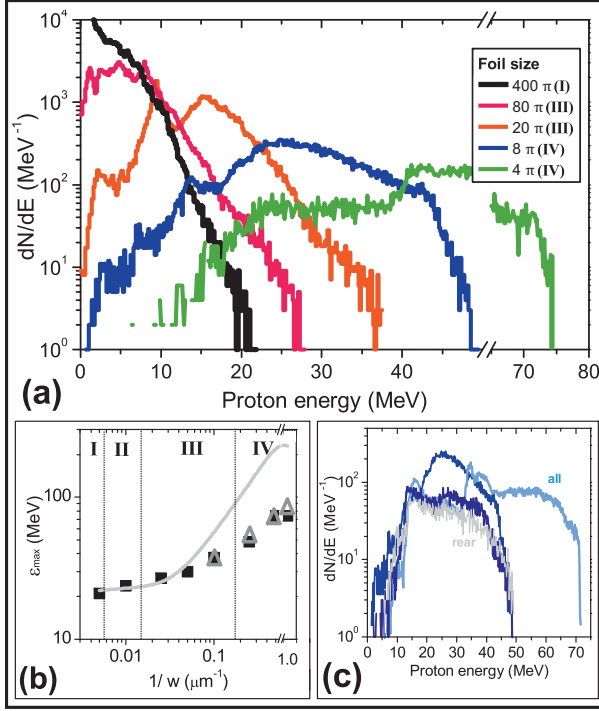 10⁴
10³
10²
10¹
10⁰
dN/dE (MeV⁻¹)
Foil size
400 π (I)
80 π (III)
20 π (III)
8 π (IV)
4 π (IV)
0 10 20 30 40 70 80
Proton energy (MeV)
(a)
I II III IV
100
10
εmax (MeV)
0.01 0.1 1.0
1/ w (μm⁻¹)
(b)
10²
10¹
10⁰
dN/dE (MeV⁻¹)
all
rear
0 10 20 30 40 50 60 70
Proton energy (MeV)
(c)